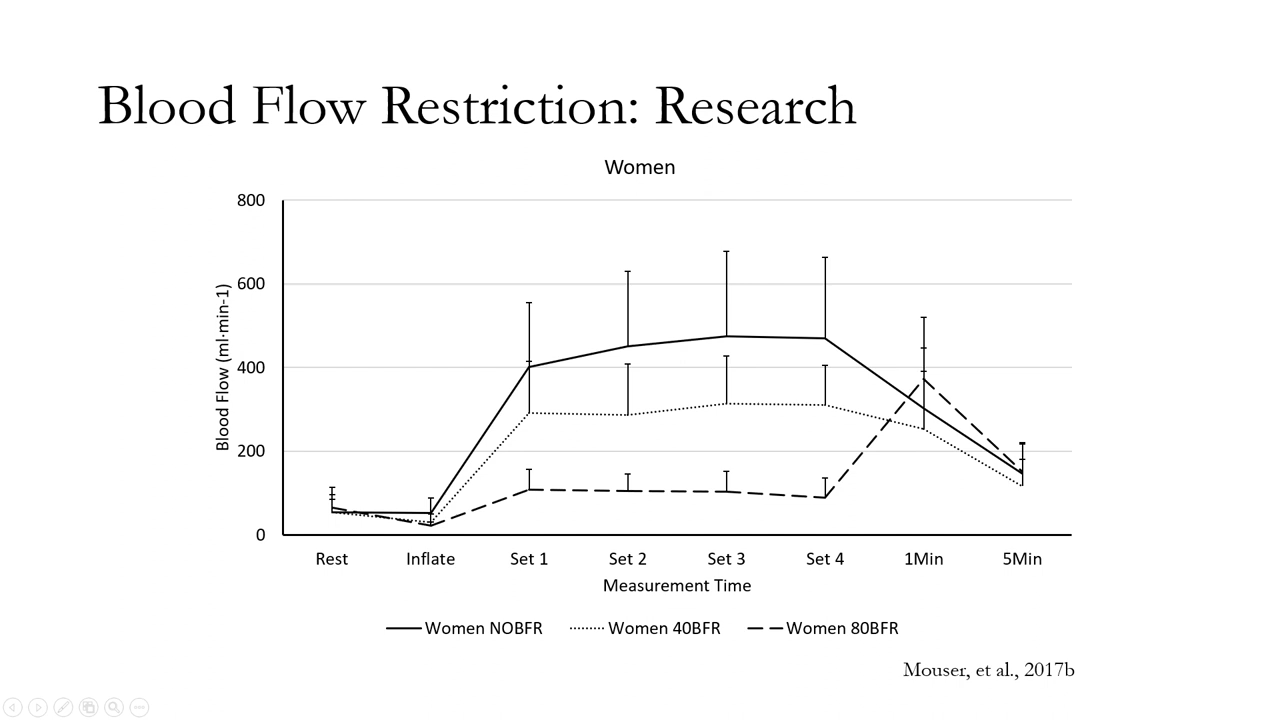 Blood Flow Restriction: Research
Women
800
600
400
200
0
Blood Flow (ml·min-1)
Rest Inflate Set 1 Set 2 Set 3 Set 4 1Min 5Min
Measurement Time
Women NOBFR Women 40BFR Women 80BFR
Mouser, et al., 2017b